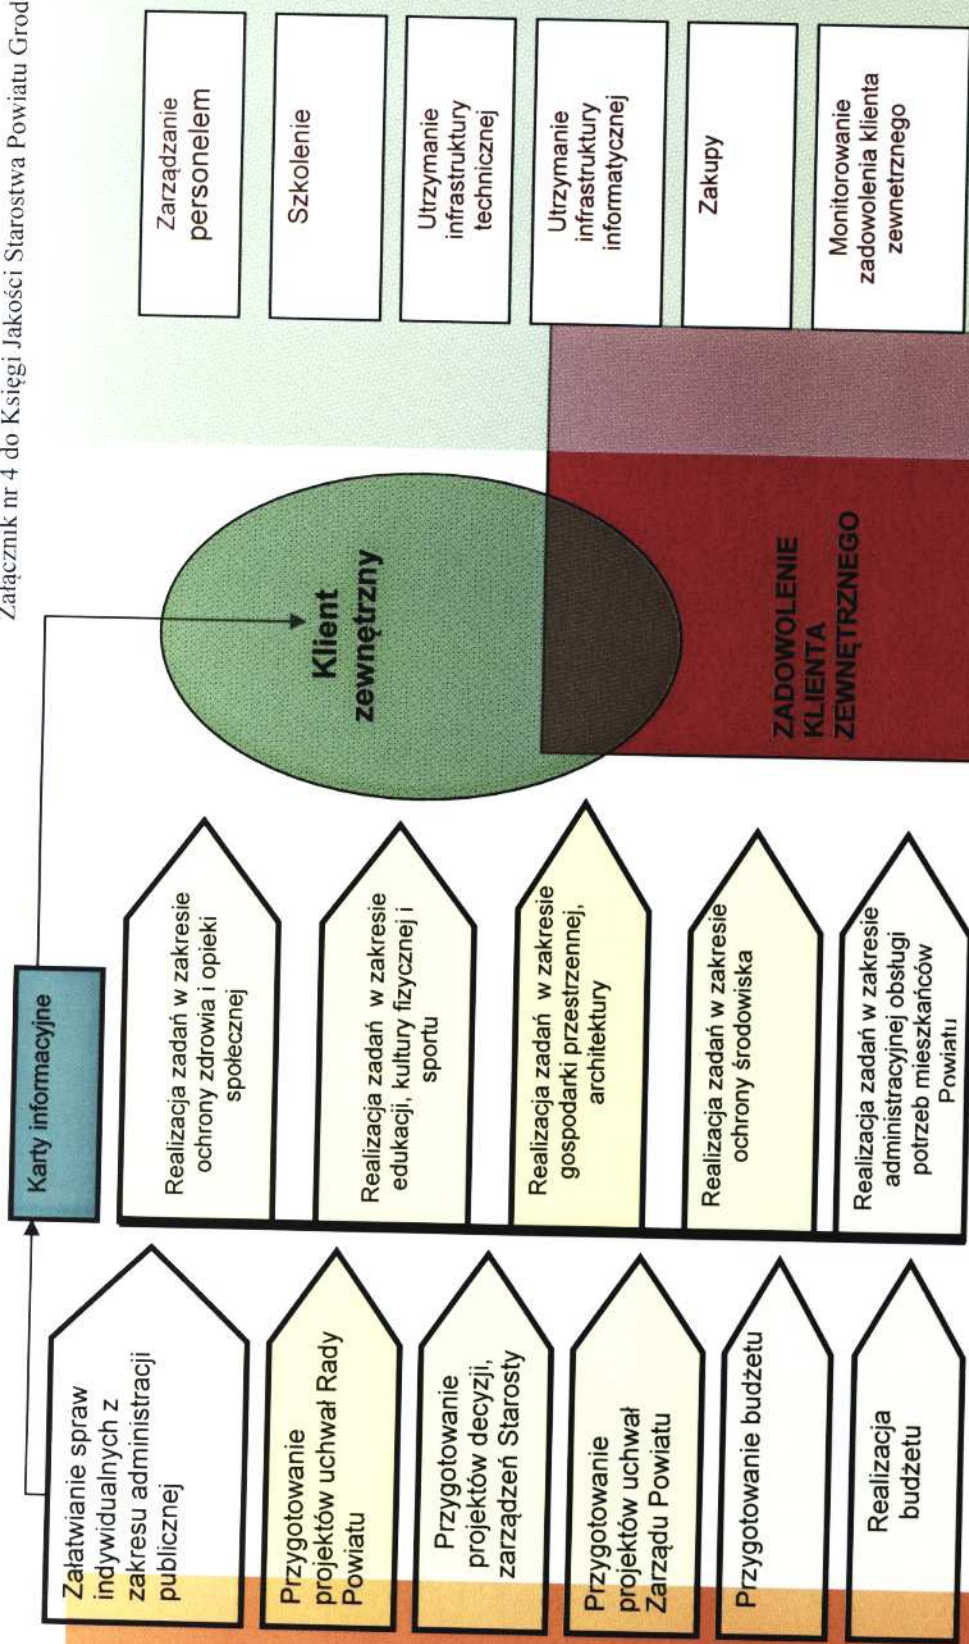 Załącznik nr 4 do Księgi Jakości Starostwa Powiatu Grod
Karty informacyjne
Załatwianie spraw
indywidualnych z
zakresu administracji
publicznej
Przygotowanie
projektów uchwał Rady
Powiatu
Przygotowanie
projektów decyzji,
zarządzeń Starosty
Przygotowanie
projektów uchwał
Zarządu Powiatu
Przygotowanie budżetu
Realizacja
budżetu
Realizacja zadań w zakresie
ochrony zdrowia i opieki
społecznej
Realizacja zadań w zakresie
edukacji, kultury fizycznej i
sportu
Realizacja zadań w zakresie
gospodarki przestrzennej,
architektury
Realizacja zadań w zakresie
ochrony środowiska
Realizacja zadań w zakresie
administracyjnej obsługi
potrzeb mieszkańców
Powiatu
Klient
zewnętrzny
ZADOWOLENIE
KLIENTA
ZEWNĘTRZNEGO
Zarządzanie
personelem
Szkolenie
Utrzymanie
infrastruktury
technicznej
Utrzymanie
infrastruktury
informatycznej
Zakupy
Monitorowanie
zadowolenia klienta
zewnetrznego